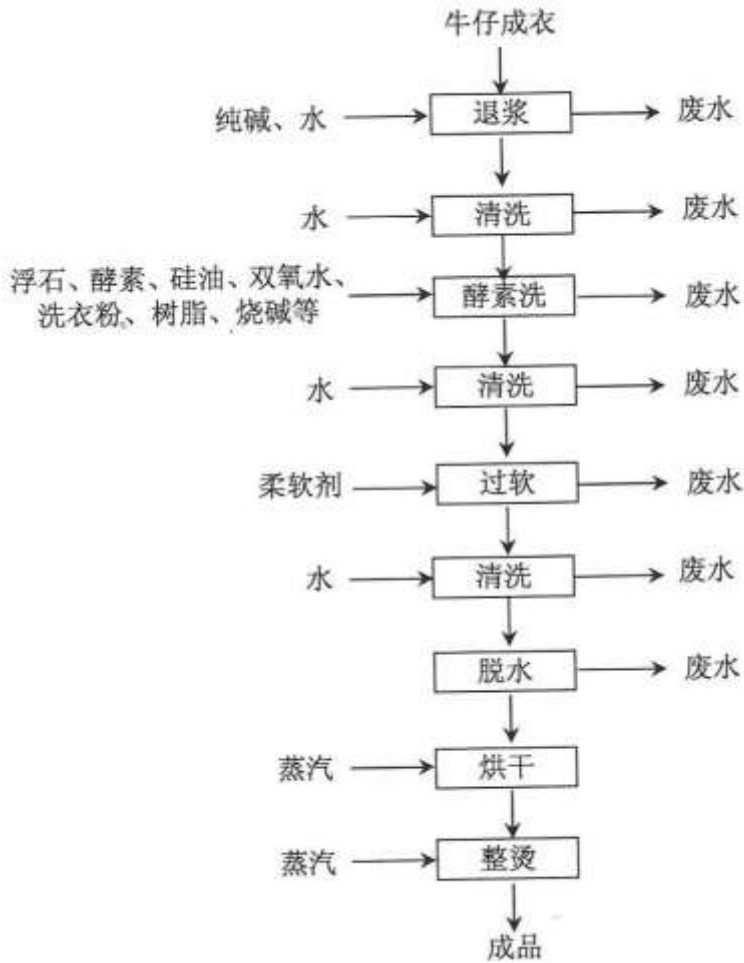 牛仔成衣
纯碱、水
退浆
废水
水
清洗
废水
浮石、酵素、硅油、双氧水、
洗衣粉、树脂、烧碱等
酵素洗
废水
水
清洗
废水
柔软剂
过软
废水
水
清洗
废水
脱水
废水
蒸汽
烘干
蒸汽
整烫
成品